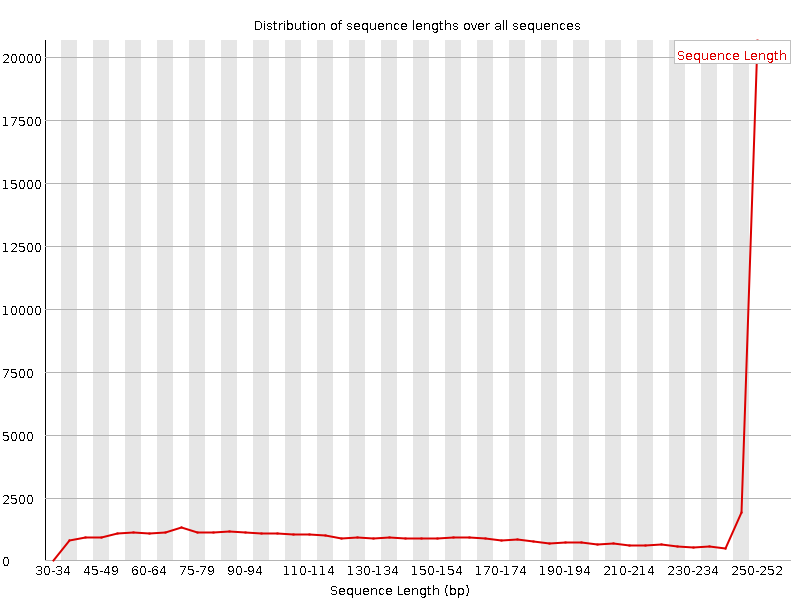 Distribution of sequence lengths over all sequences
Sequence Length
20000
17500
15000
12500
10000
7500
5000
2500
0
30-34 45-49 60-64 75-79 90-94 110-114 130-134 150-154 170-174 190-194 210-214 230-234 250-252
Sequence Length (bp)